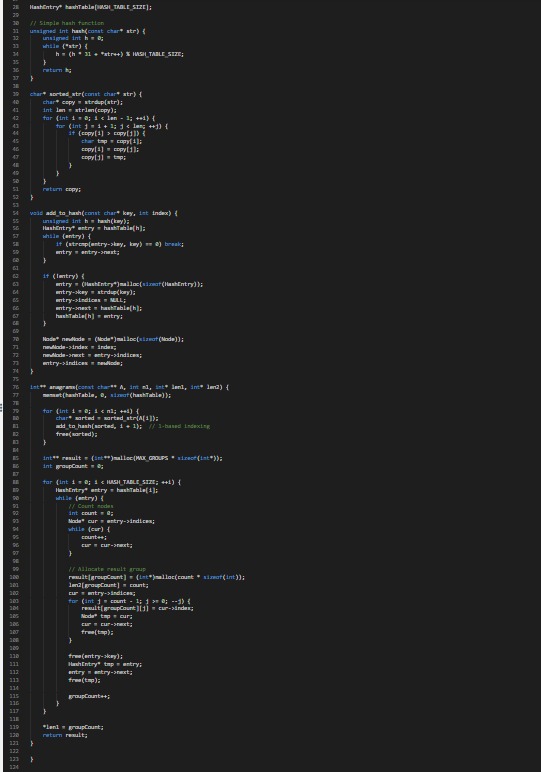 28 HashEntry* hashTable[HASH_TABLE_SIZE];
29
30 // Simple hash function
31 unsigned int hash(const char* str) {
32     unsigned int h = 0;
33     while (*str) {
34         h = (h * 31 + *str++) % HASH_TABLE_SIZE;
35     }
36     return h;
37 }
38
39 char* sorted_str(const char* str) {
40     char* copy = strdup(str);
41     int len = strlen(copy);
42     for (int i = 0; i < len - 1; ++i) {
43         for (int j = i + 1; j < len; ++j) {
44             if (copy[i] > copy[j]) {
45                 char tmp = copy[i];
46                 copy[i] = copy[j];
47                 copy[j] = tmp;
48             }
49         }
50     }
51     return copy;
52 }
53
54 void add_to_hash(const char* key, int index) {
55     unsigned int h = hash(key);
56     HashEntry* entry = hashTable[h];
57     while (entry) {
58         if (strcmp(entry->key, key) == 0) break;
59         entry = entry->next;
60     }
61
62     if (!entry) {
63         entry = (HashEntry*)malloc(sizeof(HashEntry));
64         entry->key = strdup(key);
65         entry->indices = NULL;
66         entry->next = hashTable[h];
67         hashTable[h] = entry;
68     }
69
70     Node* newNode = (Node*)malloc(sizeof(Node));
71     newNode->index = index;
72     newNode->next = entry->indices;
73     entry->indices = newNode;
74 }
75
76 int** anagrams(const char** A, int n1, int* len1, int* len2) {
77     memset(hashTable, 0, sizeof(hashTable));
78
79     for (int i = 0; i < n1; ++i) {
80         char* sorted = sorted_str(A[i]);
81         add_to_hash(sorted, i + 1); // 1-based indexing
82         free(sorted);
83     }
84
85     int** result = (int**)malloc(MAX_GROUPS * sizeof(int*));
86     int groupCount = 0;
87
88     for (int i = 0; i < HASH_TABLE_SIZE; ++i) {
89         HashEntry* entry = hashTable[i];
90         while (entry) {
91             // Count nodes
92             int count = 0;
93             Node* cur = entry->indices;
94             while (cur) {
95                 count++;
96                 cur = cur->next;
97             }
98
99             // Allocate result group
100             result[groupCount] = (int*)malloc(count * sizeof(int));
101             len2[groupCount] = count;
102             cur = entry->indices;
103             for (int j = count - 1; j >= 0; --j) {
104                 result[groupCount][j] = cur->index;
105                 Node* tmp = cur;
106                 cur = cur->next;
107                 free(tmp);
108             }
109
110             free(entry->key);
111             HashEntry* tmp = entry;
112             entry = entry->next;
113             free(tmp);
114
115             groupCount++;
116         }
117     }
118
119     *len1 = groupCount;
120     return result;
121 }
122
123 }
124